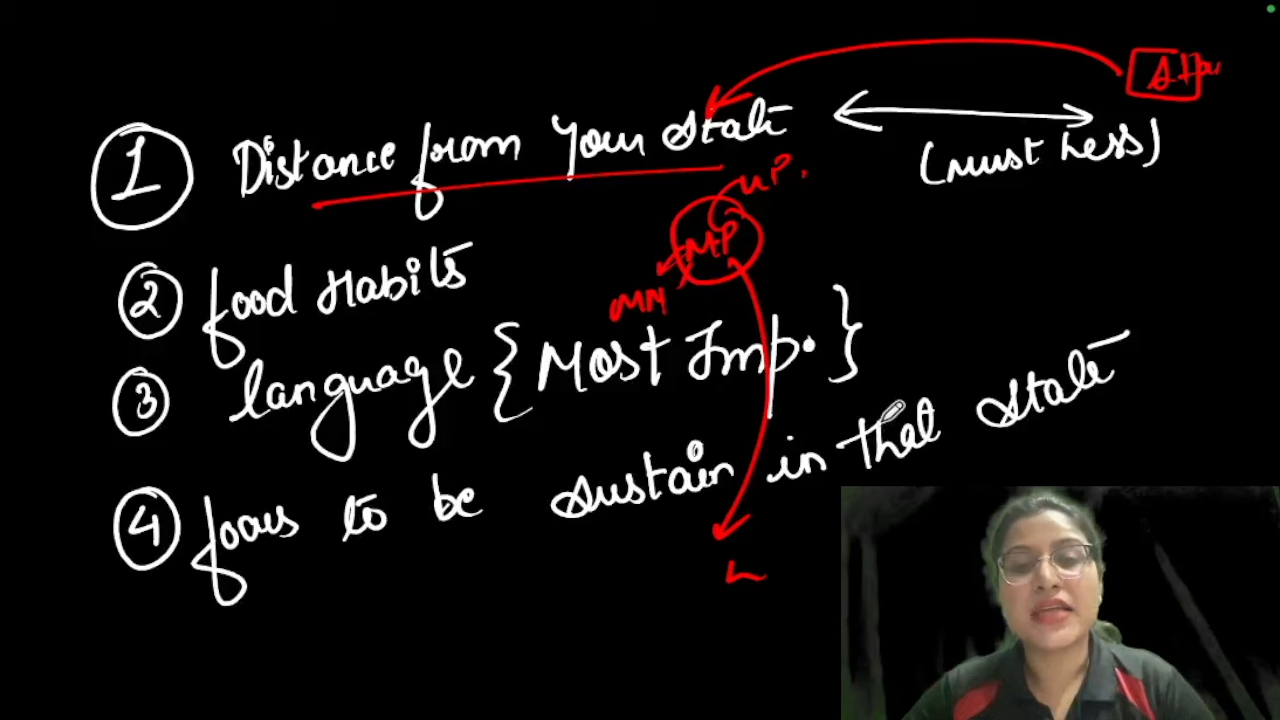 1 Distance from Your State
(must Less)
U.P.
MP
MH
2 food Habits
3 language {Most Imp.}
4 focus to be sustain in that state